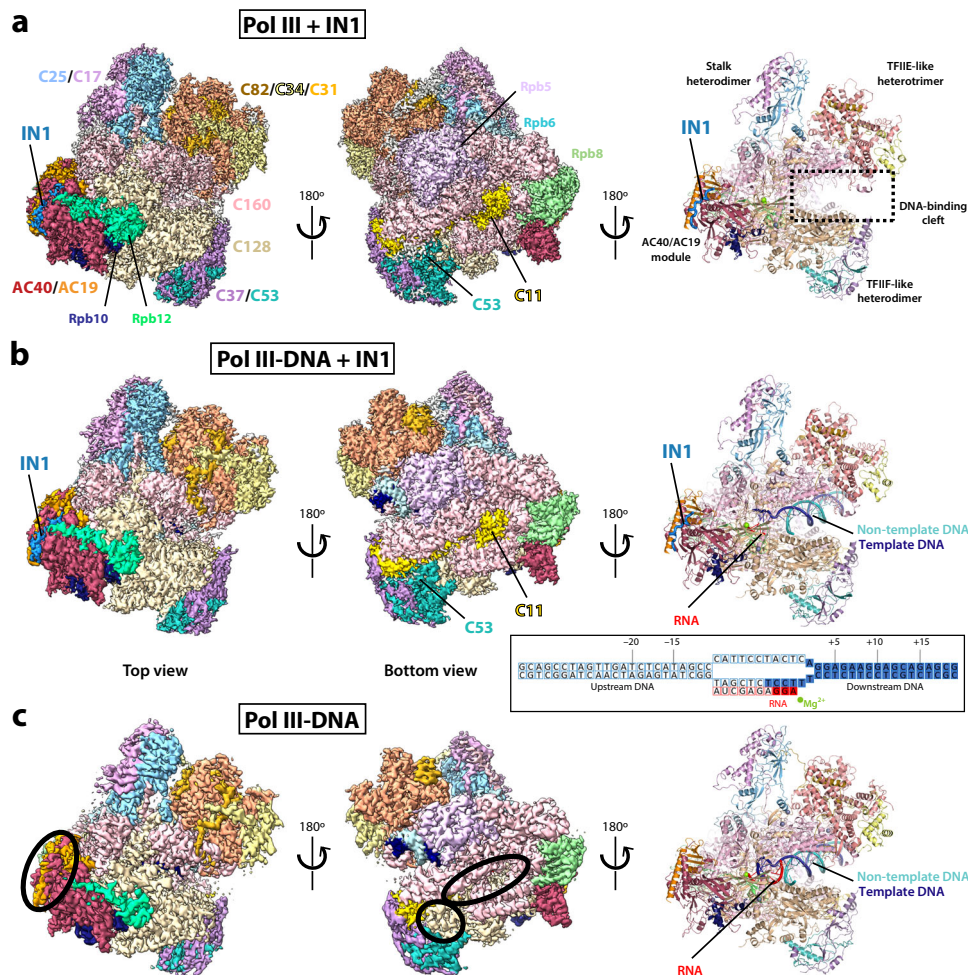 a
Pol III + IN1
C25/C17
C82/C34/C31
IN1
C160
C128
AC40/AC19
C37/C53
Rpb10
Rpb12
180º
Rpb5
Rpb6
Rpb8
C53
C11
180º
Stalk
heterodimer
TFIIE-like
heterotrimer
IN1
DNA-binding
cleft
AC40/AC19
module
TFIIF-like
heterodimer
b
Pol III-DNA + IN1
IN1
180º
C53
C11
180º
IN1
Non-template DNA
Template DNA
RNA
Top view
Bottom view
−20 −15 +5 +10 +15
CATTCCTACTC
GCAGCCTAGTTGATCTCATAGCC A GGAGAAGGAGCAGAGCG
CGTCGGATCAACTAGAGTATCGG T CCTCTTCCTCGTCTCGC
TAGCTCTCCTT
AUCGAGAGGA
Upstream DNA
Downstream DNA
RNA
Mg2+
c
Pol III-DNA
180º
180º
Non-template DNA
Template DNA
RNA